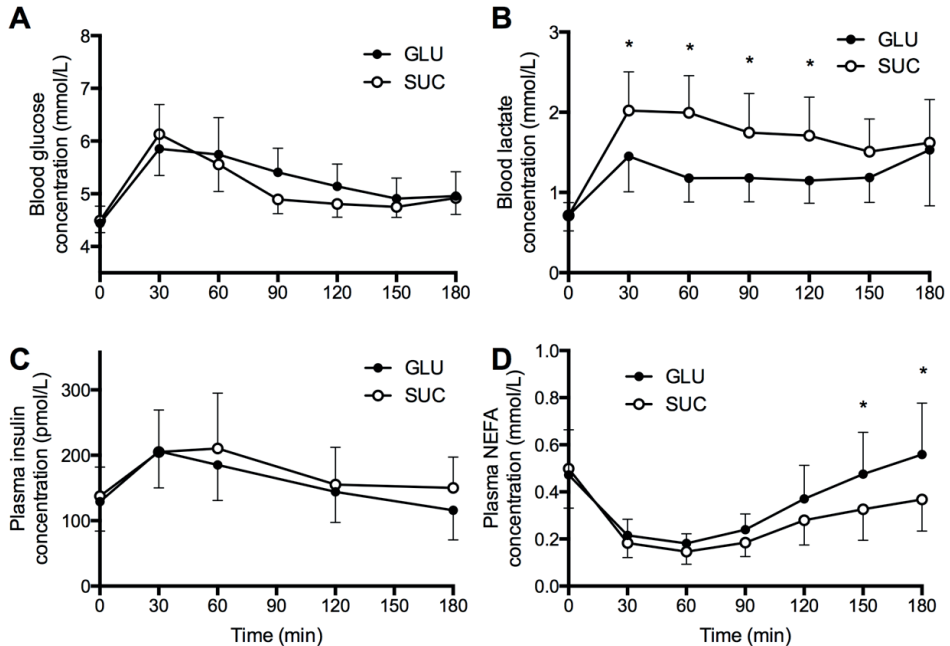 A
Blood glucose
concentration (mmol/L)
8
7
6
5
4
GLU
SUC
0 30 60 90 120 150 180
B
Blood lactate
concentration (mmol/L)
3
2
1
0
* * * *
GLU
SUC
0 30 60 90 120 150 180
C
Plasma insulin
concentration (pmol/L)
300
200
100
0
GLU
SUC
0 30 60 90 120 150 180
Time (min)
D
Plasma NEFA
concentration (mmol/L)
1.0
0.8
0.6
0.4
0.2
0.0
GLU
SUC
* *
0 30 60 90 120 150 180
Time (min)